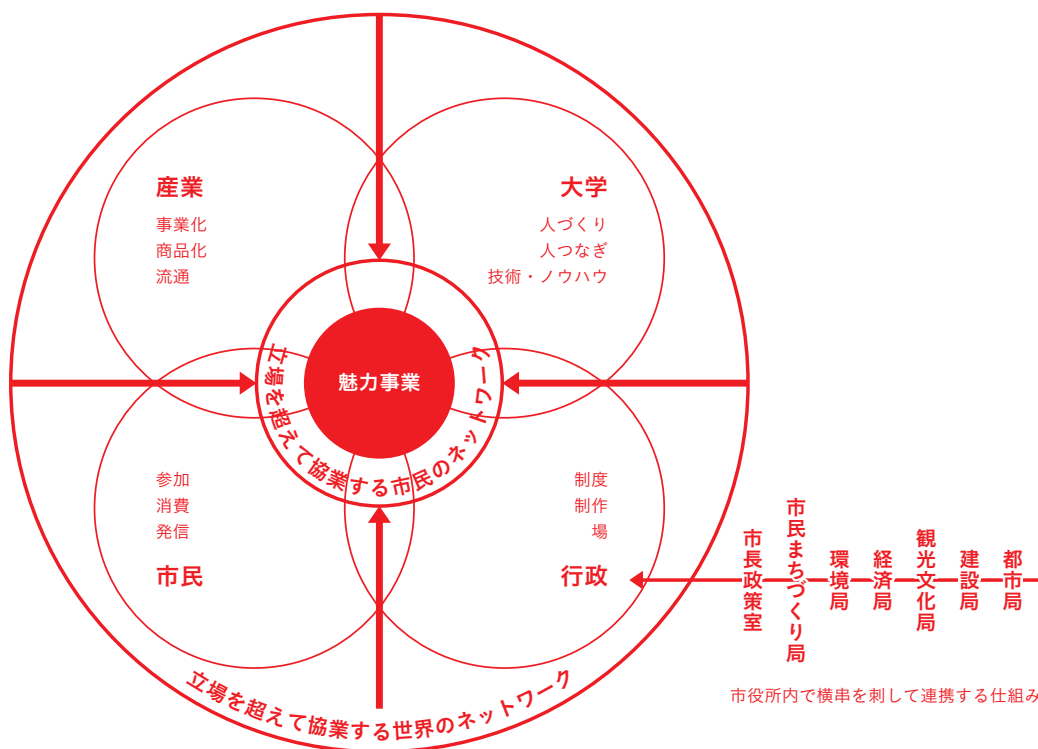 産業
事業化
商品化
流通
大学
人づくり
人つなぎ
技術・ノウハウ
魅力事業
立場を超えて協業する市民のネットワーク
参加
消費
発信
市民
制度
制作
場
行政
市長政策室
市民まちづくり局
環境局
経済局
観光文化局
建設局
都市局
市役所内で横串を刺して連携する仕組み
立場を超えて協業する世界のネットワーク